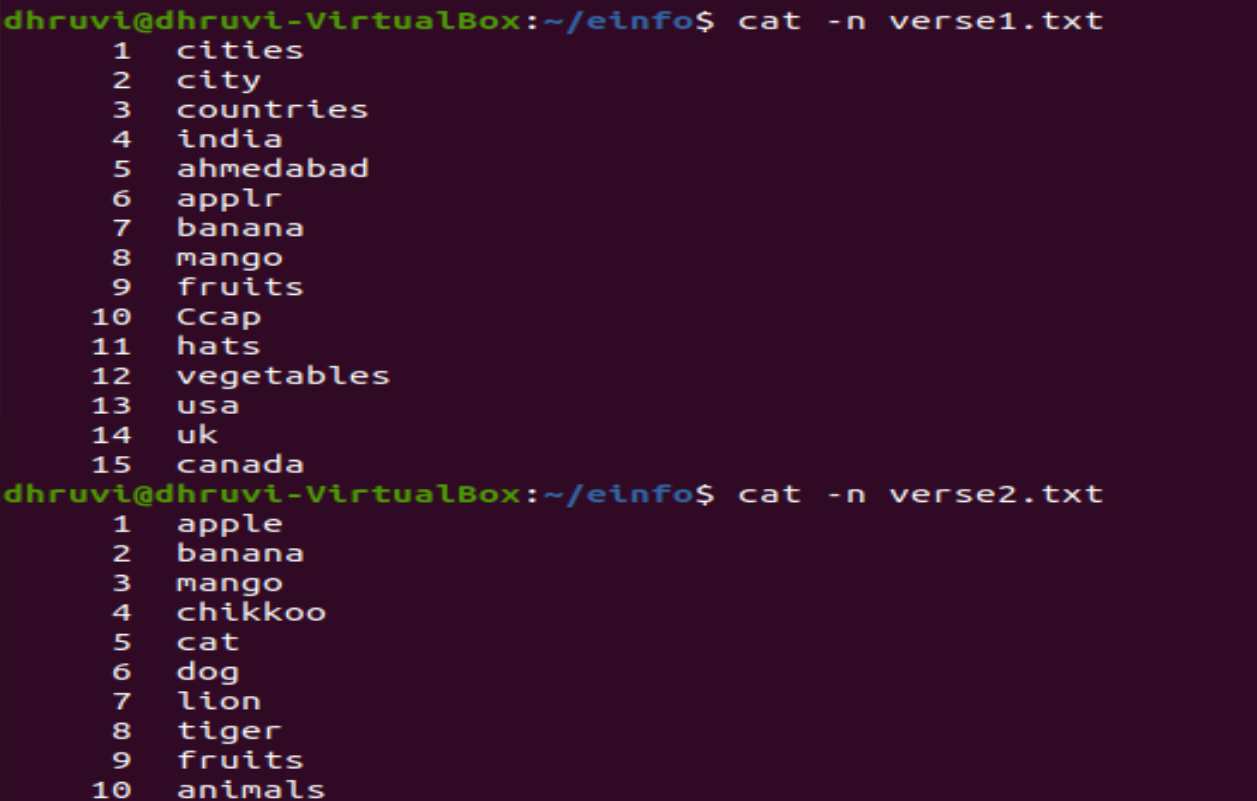 dhruvi@dhruvi-VirtualBox:~/einfo$ cat -n verse1.txt
1 cities
2 city
3 countries
4 india
5 ahmedabad
6 applr
7 banana
8 mango
9 fruits
10 Ccap
11 hats
12 vegetables
13 usa
14 uk
15 canada
dhruvi@dhruvi-VirtualBox:~/einfo$ cat -n verse2.txt
1 apple
2 banana
3 mango
4 chikkoo
5 cat
6 dog
7 lion
8 tiger
9 fruits
10 animals